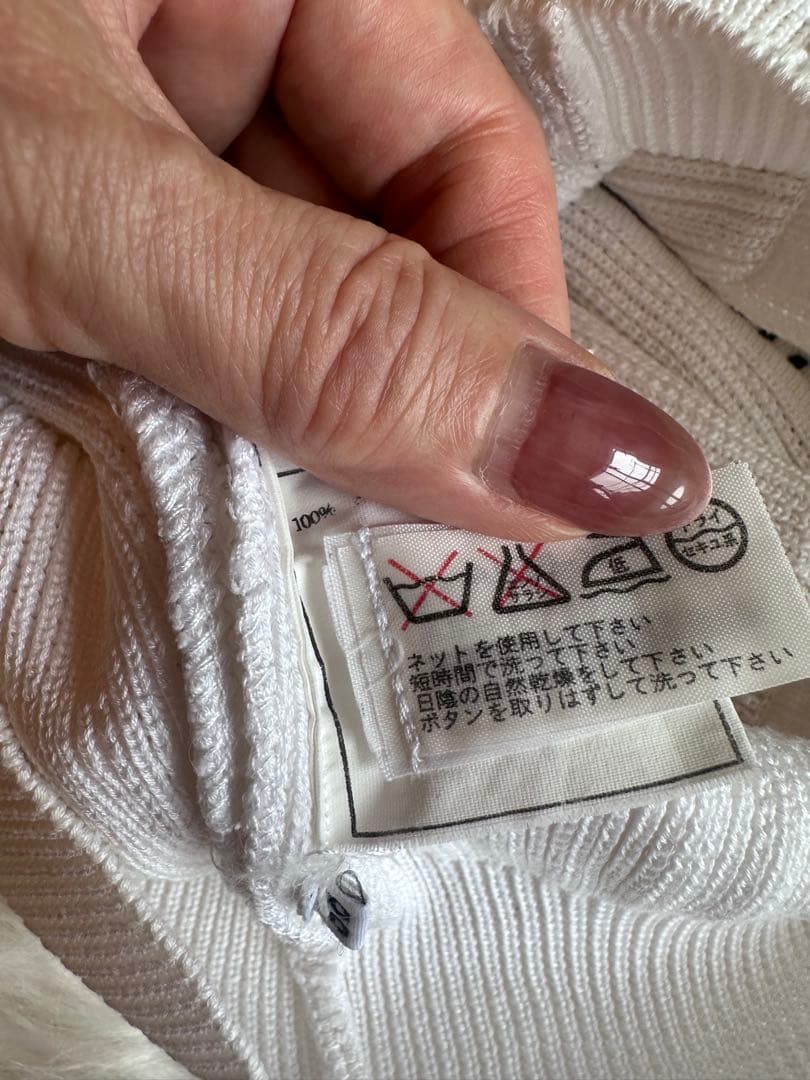 100%
低
ドライ
セキユ系
ネットを使用して下さい
短時間で洗って下さい
日陰の自然乾燥をして下さい
ボタンを取りはずして洗って下さい